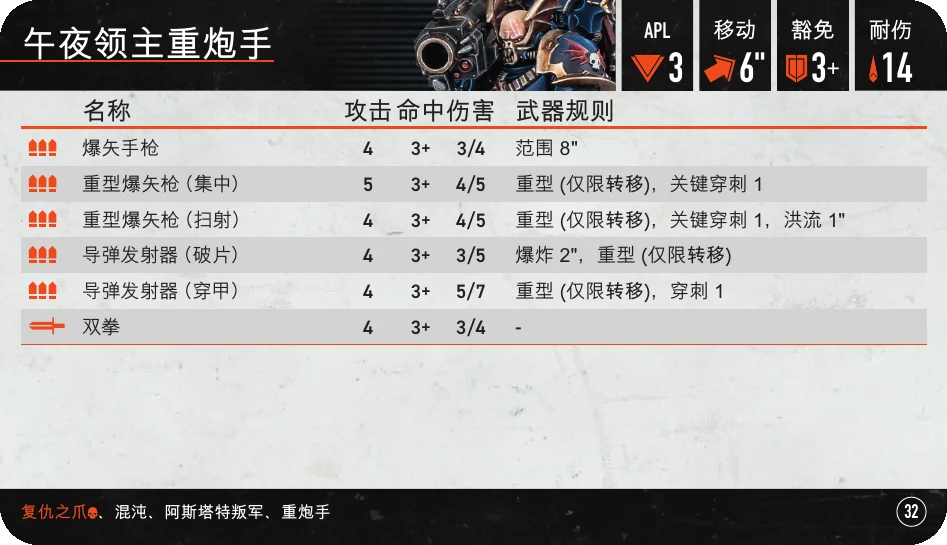 午夜领主重炮手
APL 移动 豁免 耐伤
3 6" 3+ 14
名称 攻击 命中 伤害 武器规则
爆矢手枪 4 3+ 3/4 范围 8"
重型爆矢枪（集中） 5 3+ 4/5 重型 (仅限转移)，关键穿刺 1
重型爆矢枪（扫射） 4 3+ 4/5 重型 (仅限转移)，关键穿刺 1，洪流 1"
导弹发射器（破片） 4 3+ 3/5 爆炸 2"，重型 (仅限转移)
导弹发射器（穿甲） 4 3+ 5/7 重型 (仅限转移)，穿刺 1
双拳 4 3+ 3/4 -
复仇之爪、混沌、阿斯塔特叛军、重炮手 32